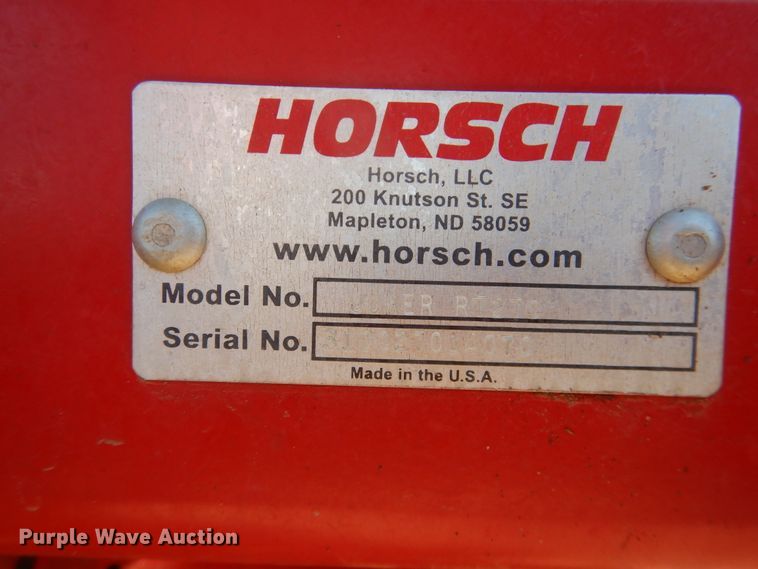 HORSCH
Horsch, LLC
200 Knutson St. SE
Mapleton, ND 58059
www.horsch.com
Model No.
Serial No.
Made in the U.S.A.
Purple Wave Auction